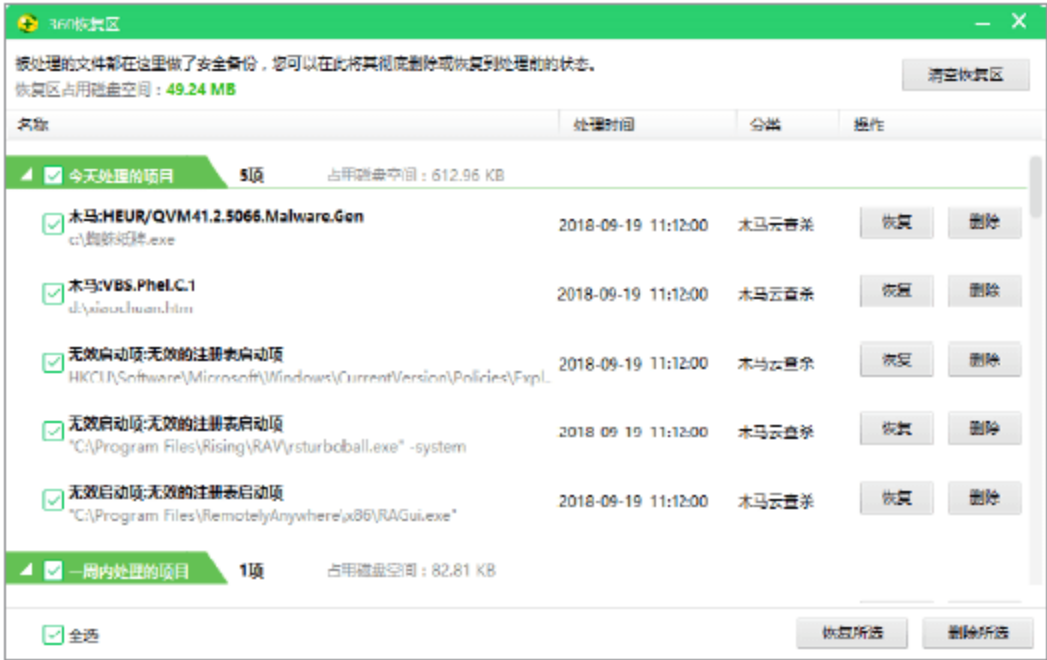 360恢复区
被处理的文件都在这里做了安全备份，您可以在此将其彻底删除或恢复到处理前的状态。
恢复区占用磁盘空间：49.24 MB
清空恢复区
名称 处理时间 分类 操作
今天处理的项目 5项 占用磁盘空间：612.96 KB
木马:HEUR/QVM41.2.5066.Malware.Gen
c:\蜘蛛纸牌.exe
2018-09-19 11:12:00 木马云查杀 恢复 删除
木马:VBS.Phel.C.1
d:\xiaochuan.htm
2018-09-19 11:12:00 木马云查杀 恢复 删除
无效启动项:无效的注册表启动项
HKCU\Software\Microsoft\Windows\CurrentVersion\Policies\Expl...
2018-09-19 11:12:00 木马云查杀 恢复 删除
无效启动项:无效的注册表启动项
"C:\Program Files\Rising\RAV\rsturboball.exe" -system
2018-09-19 11:12:00 木马云查杀 恢复 删除
无效启动项:无效的注册表启动项
"C:\Program Files\RemotelyAnywhere\x86\RAGui.exe"
2018-09-19 11:12:00 木马云查杀 恢复 删除
一周内处理的项目 1项 占用磁盘空间：82.81 KB
全选 恢复所选 删除所选